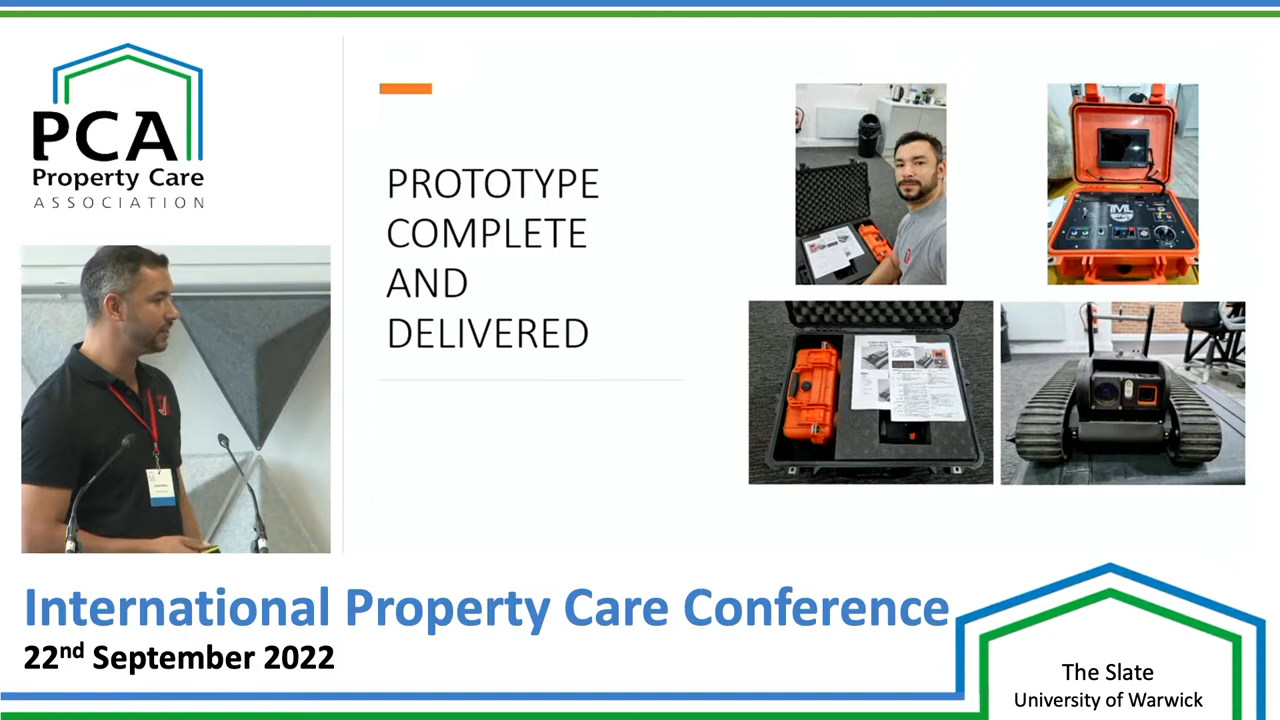 PCA
Property Care
ASSOCIATION
PROTOTYPE
COMPLETE
AND
DELIVERED
IML
International Property Care Conference
22nd September 2022
The Slate
University of Warwick